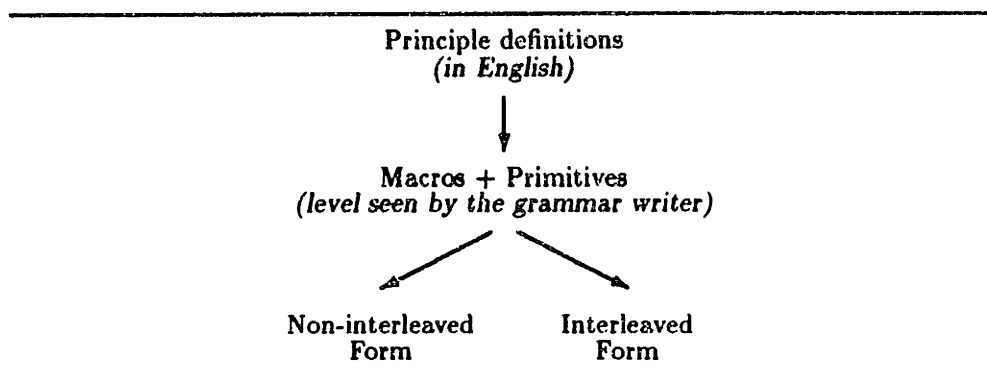 Principle definitions
(in English)
Macros + Primitives
(level seen by the grammar writer)
Non-interleaved Interleaved
Form Form